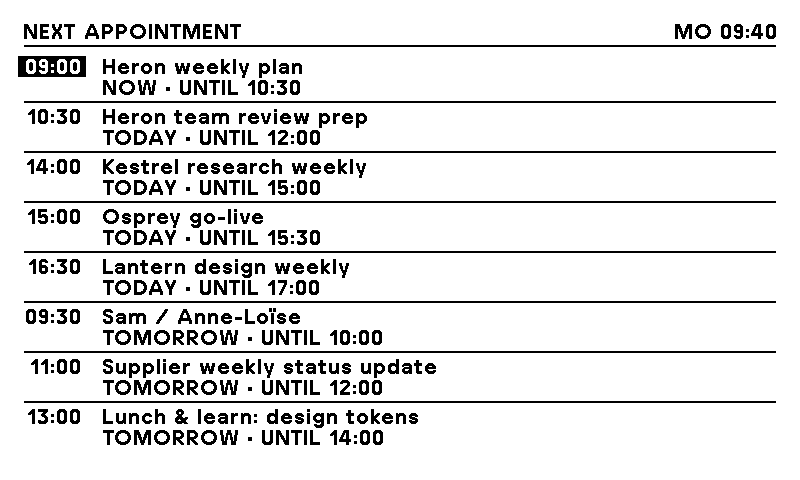 NEXT APPOINTMENT MO 09:40
09:00 Heron weekly plan
NOW · UNTIL 10:30
10:30 Heron team review prep
TODAY · UNTIL 12:00
14:00 Kestrel research weekly
TODAY · UNTIL 15:00
15:00 Osprey go-live
TODAY · UNTIL 15:30
16:30 Lantern design weekly
TODAY · UNTIL 17:00
09:30 Sam / Anne-Loïse
TOMORROW · UNTIL 10:00
11:00 Supplier weekly status update
TOMORROW · UNTIL 12:00
13:00 Lunch & learn: design tokens
TOMORROW · UNTIL 14:00